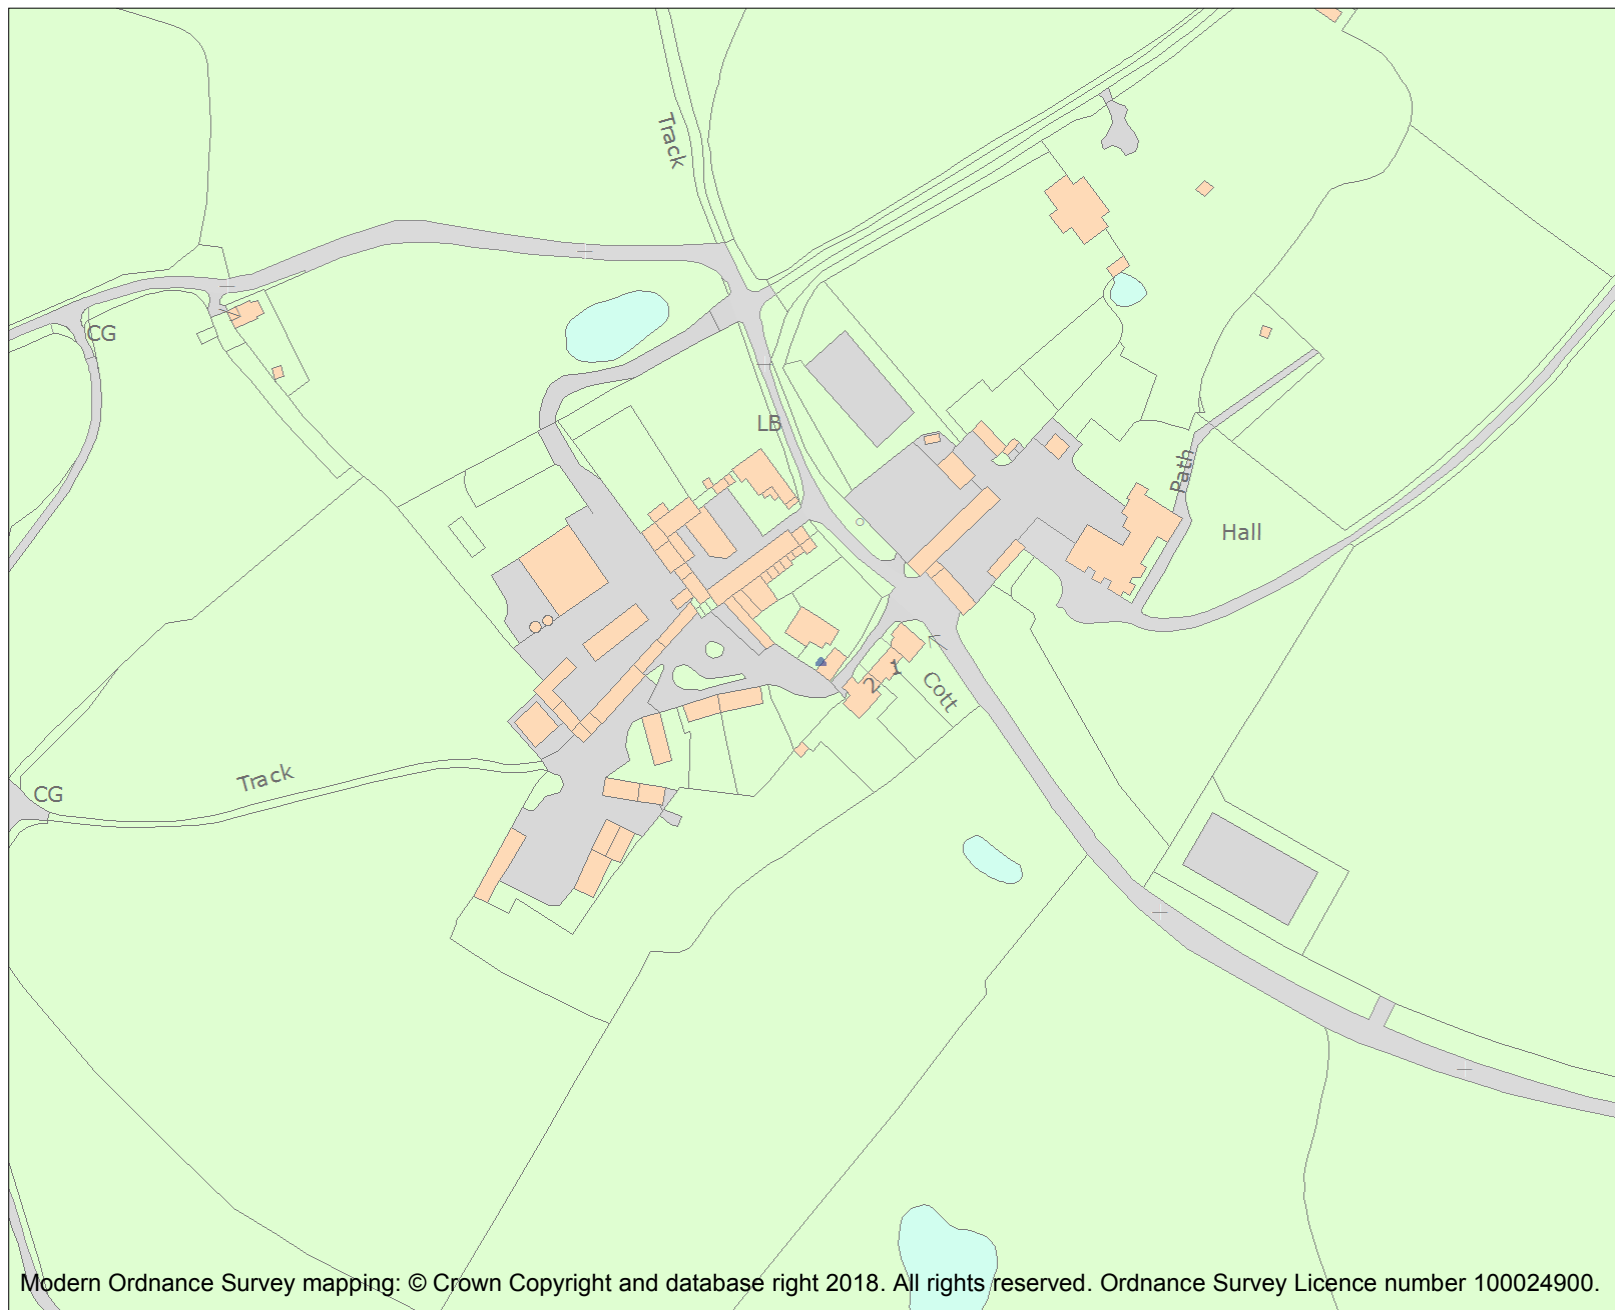 Track
CG
LB
Path
Hall
1
2
Cott
Track
CG
Modern Ordnance Survey mapping: © Crown Copyright and database right 2018. All rights reserved. Ordnance Survey Licence number 100024900.